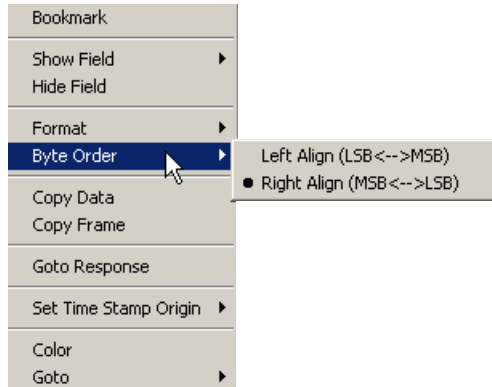 Bookmark
Show Field
Hide Field
Format
Byte Order
Left Align (LSB<-->MSB)
Right Align (MSB<-->LSB)
Copy Data
Copy Frame
Goto Response
Set Time Stamp Origin
Color
Goto